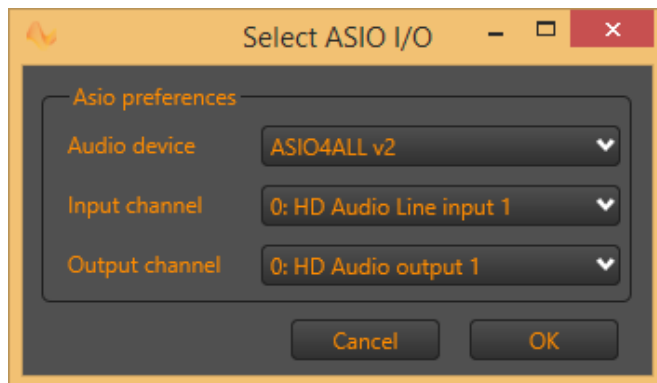 Select ASIO I/O
Asio preferences
Audio device ASIO4ALL v2
Input channel 0: HD Audio Line input 1
Output channel 0: HD Audio output 1
Cancel OK